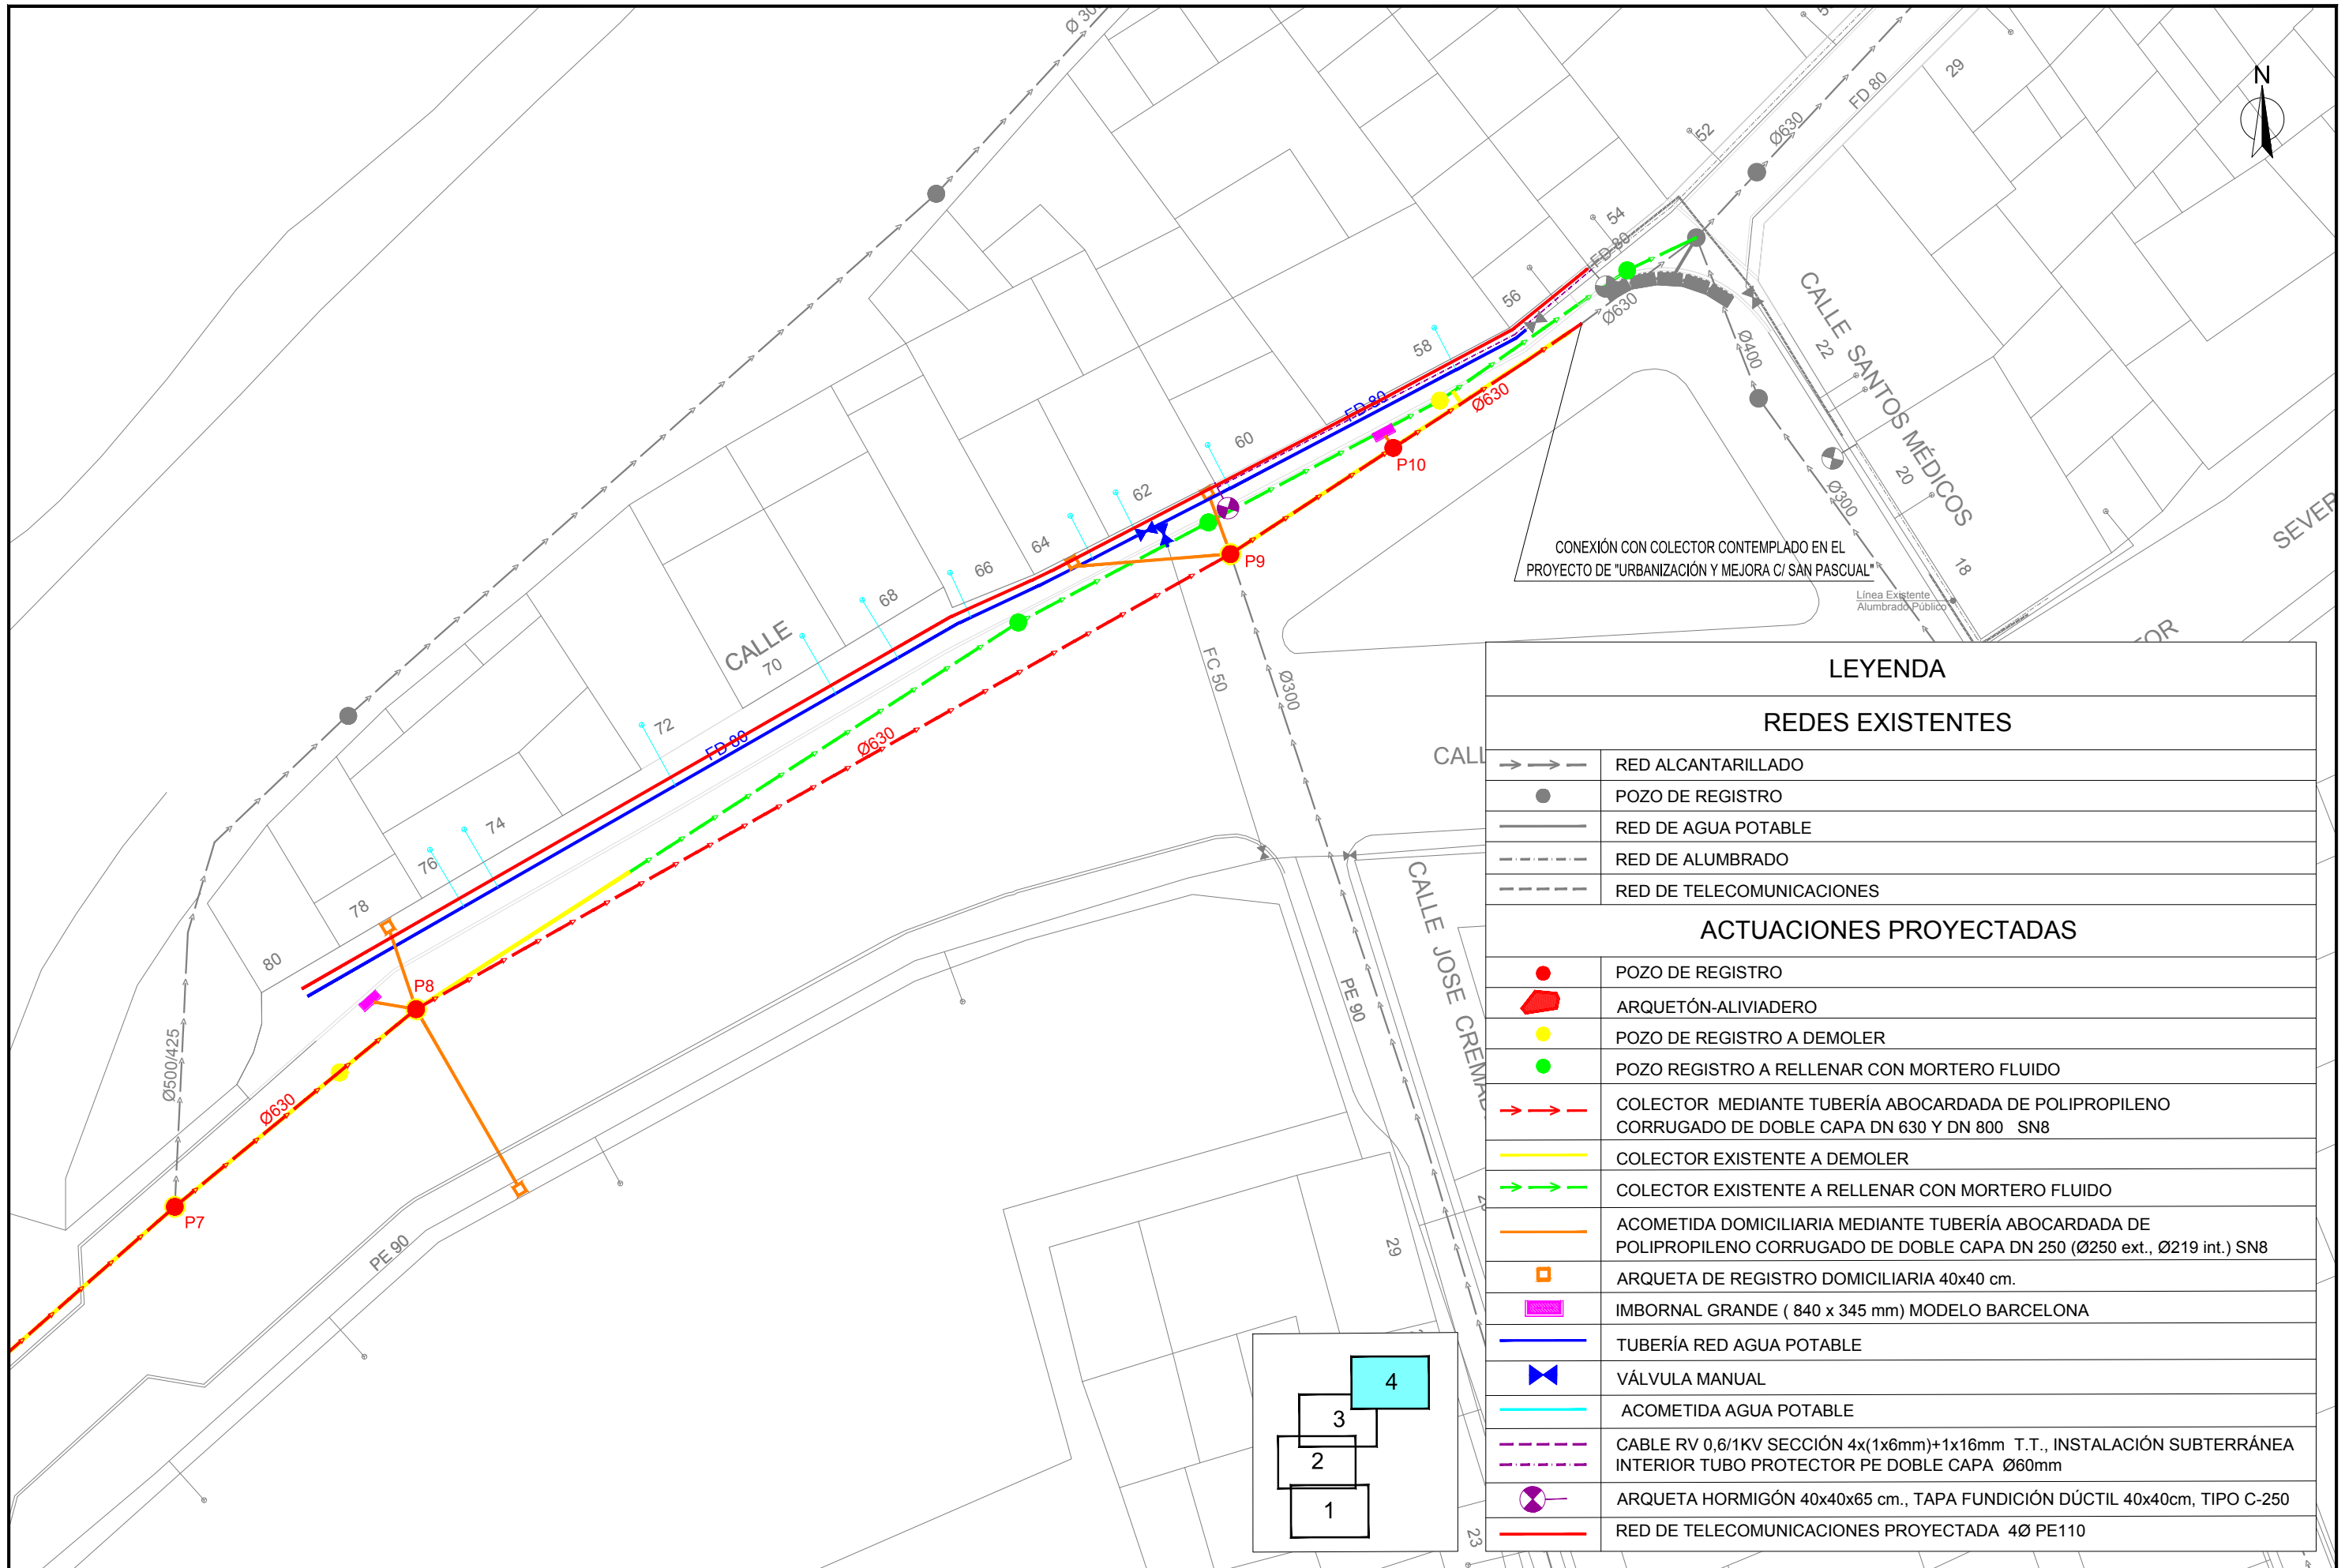 Ø 30
5
29
FD 80
N
Ø630
52
54
FD 80
56
Ø630
CALLE SANTOS MÉDICOS
22
Ø400
58
FD 80
Ø630
60
P10
20
Ø300
62
SEVER
64
P9
CONEXIÓN CON COLECTOR CONTEMPLADO EN EL
PROYECTO DE "URBANIZACIÓN Y MEJORA C/ SAN PASCUAL"
18
Línea Existente
Alumbrado Público
66
68
TOR
CALLE
70
FC 50
Ø300
72
FD 80
Ø630
CALL
74
76
CALLE JOSE CREMAD
78
80
P8
PE 90
Ø500/425
Ø630
P7
PE 90
29
23
LEYENDA
REDES EXISTENTES
RED ALCANTARILLADO
POZO DE REGISTRO
RED DE AGUA POTABLE
RED DE ALUMBRADO
RED DE TELECOMUNICACIONES
ACTUACIONES PROYECTADAS
POZO DE REGISTRO
ARQUETÓN-ALIVIADERO
POZO DE REGISTRO A DEMOLER
POZO REGISTRO A RELLENAR CON MORTERO FLUIDO
COLECTOR MEDIANTE TUBERÍA ABOCARDADA DE POLIPROPILENO
CORRUGADO DE DOBLE CAPA DN 630 Y DN 800 SN8
COLECTOR EXISTENTE A DEMOLER
COLECTOR EXISTENTE A RELLENAR CON MORTERO FLUIDO
ACOMETIDA DOMICILIARIA MEDIANTE TUBERÍA ABOCARDADA DE
POLIPROPILENO CORRUGADO DE DOBLE CAPA DN 250 (Ø250 ext., Ø219 int.) SN8
ARQUETA DE REGISTRO DOMICILIARIA 40x40 cm.
IMBORNAL GRANDE ( 840 x 345 mm) MODELO BARCELONA
TUBERÍA RED AGUA POTABLE
VÁLVULA MANUAL
ACOMETIDA AGUA POTABLE
CABLE RV 0,6/1KV SECCIÓN 4x(1x6mm)+1x16mm T.T., INSTALACIÓN SUBTERRÁNEA
INTERIOR TUBO PROTECTOR PE DOBLE CAPA Ø60mm
ARQUETA HORMIGÓN 40x40x65 cm., TAPA FUNDICIÓN DÚCTIL 40x40cm, TIPO C-250
RED DE TELECOMUNICACIONES PROYECTADA 4Ø PE110
4
3
2
1